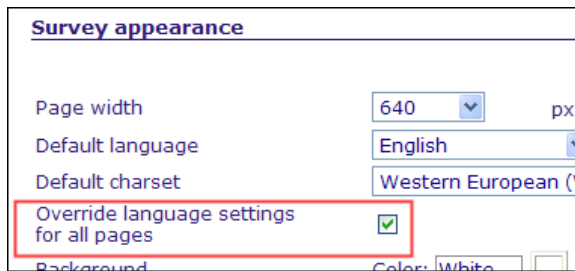 Survey appearance
Page width 640 px
Default language English
Default charset Western European (
Override language settings
for all pages
Background Color: White